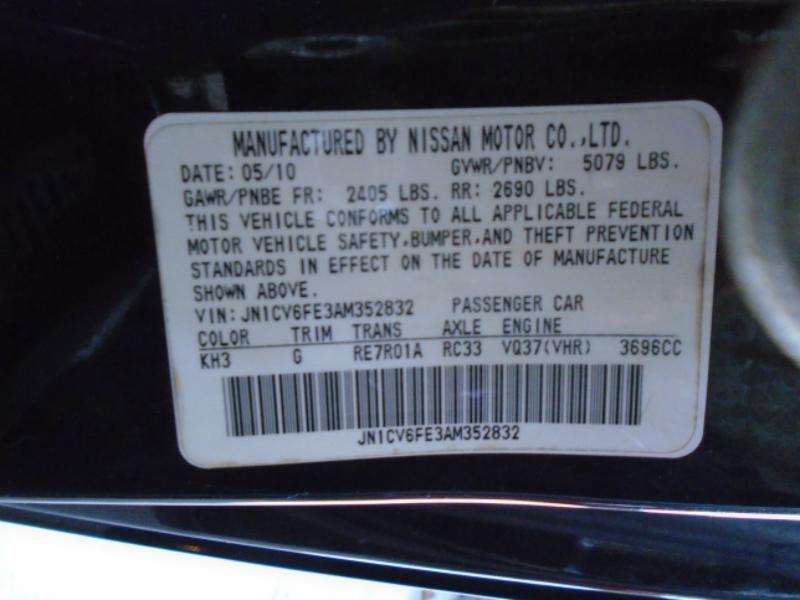 MANUFACTURED BY NISSAN MOTOR CO.,LTD.
DATE: 05/10 GVWR/PNBV: 5079 LBS.
GAWR/PNBE FR: 2405 LBS. RR: 2690 LBS.
THIS VEHICLE CONFORMS TO ALL APPLICABLE FEDERAL
MOTOR VEHICLE SAFETY,BUMPER,AND THEFT PREVENTION
STANDARDS IN EFFECT ON THE DATE OF MANUFACTURE
SHOWN ABOVE.
VIN: JN1CV6FE3AM352832 PASSENGER CAR
COLOR TRIM TRANS AXLE ENGINE
KH3 G RE7R01A RC33 VQ37(VHR) 3696CC
JN1CV6FE3AM352832